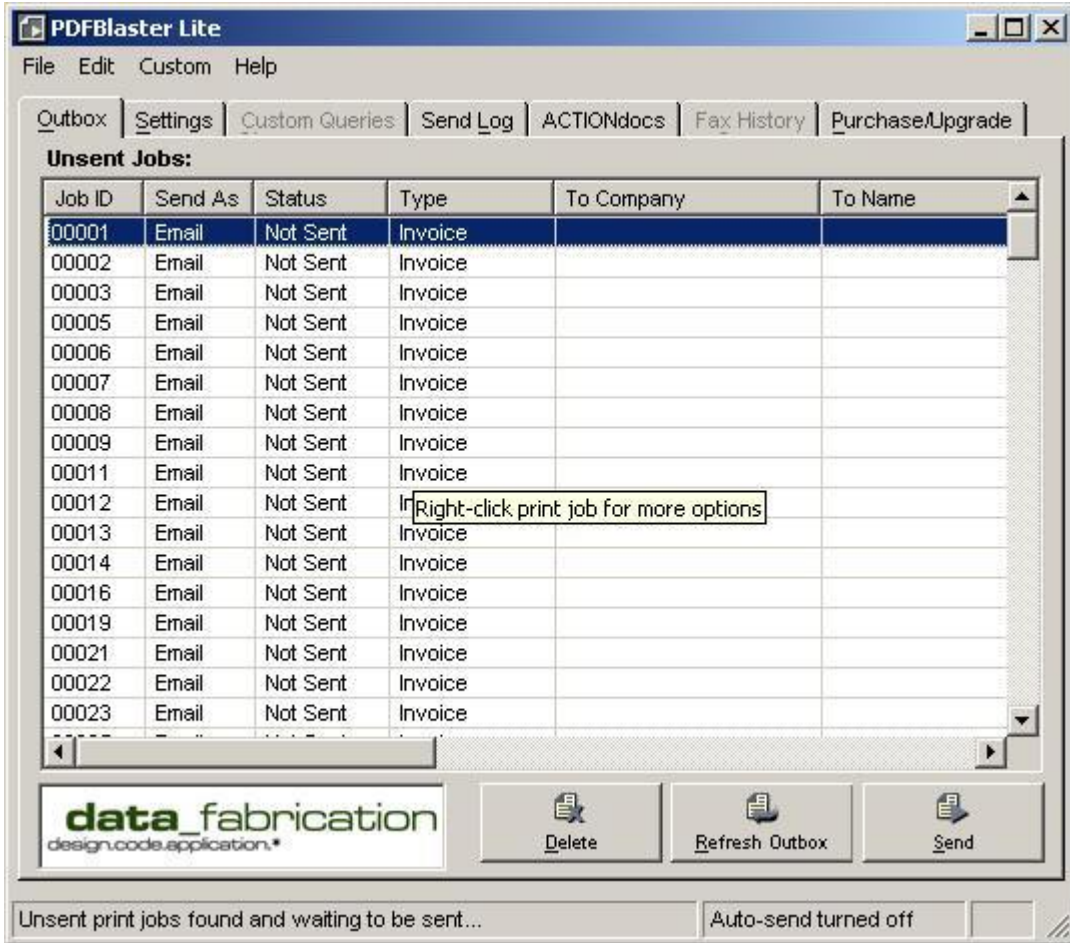 PDFBlaster Lite
File Edit Custom Help
Outbox Settings Custom Queries Send Log ACTIONdocs Fax History Purchase/Upgrade
Unsent Jobs:
Job ID Send As Status Type To Company To Name
00001 Email Not Sent Invoice
00002 Email Not Sent Invoice
00003 Email Not Sent Invoice
00005 Email Not Sent Invoice
00006 Email Not Sent Invoice
00007 Email Not Sent Invoice
00008 Email Not Sent Invoice
00009 Email Not Sent Invoice
00011 Email Not Sent Invoice
00012 Email Not Sent
Right-click print job for more options
00013 Email Not Sent Invoice
00014 Email Not Sent Invoice
00016 Email Not Sent Invoice
00019 Email Not Sent Invoice
00021 Email Not Sent Invoice
00022 Email Not Sent Invoice
00023 Email Not Sent Invoice
data_fabrication
design.code.application.*
Delete Refresh Outbox Send
Unsent print jobs found and waiting to be sent... Auto-send turned off